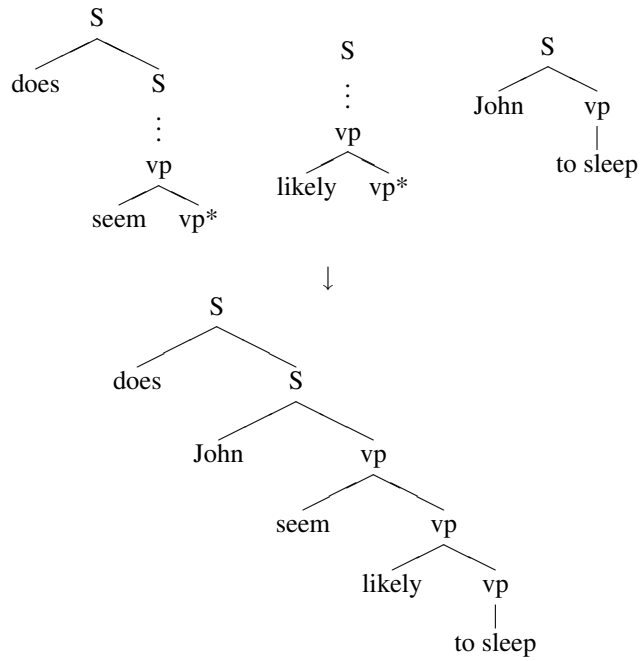 S
S
S
does
S
John
vp
⋮
⋮
to sleep
vp
vp
likely
vp*
seem
vp*
↓
S
does
S
John
vp
seem
vp
likely
vp
to sleep